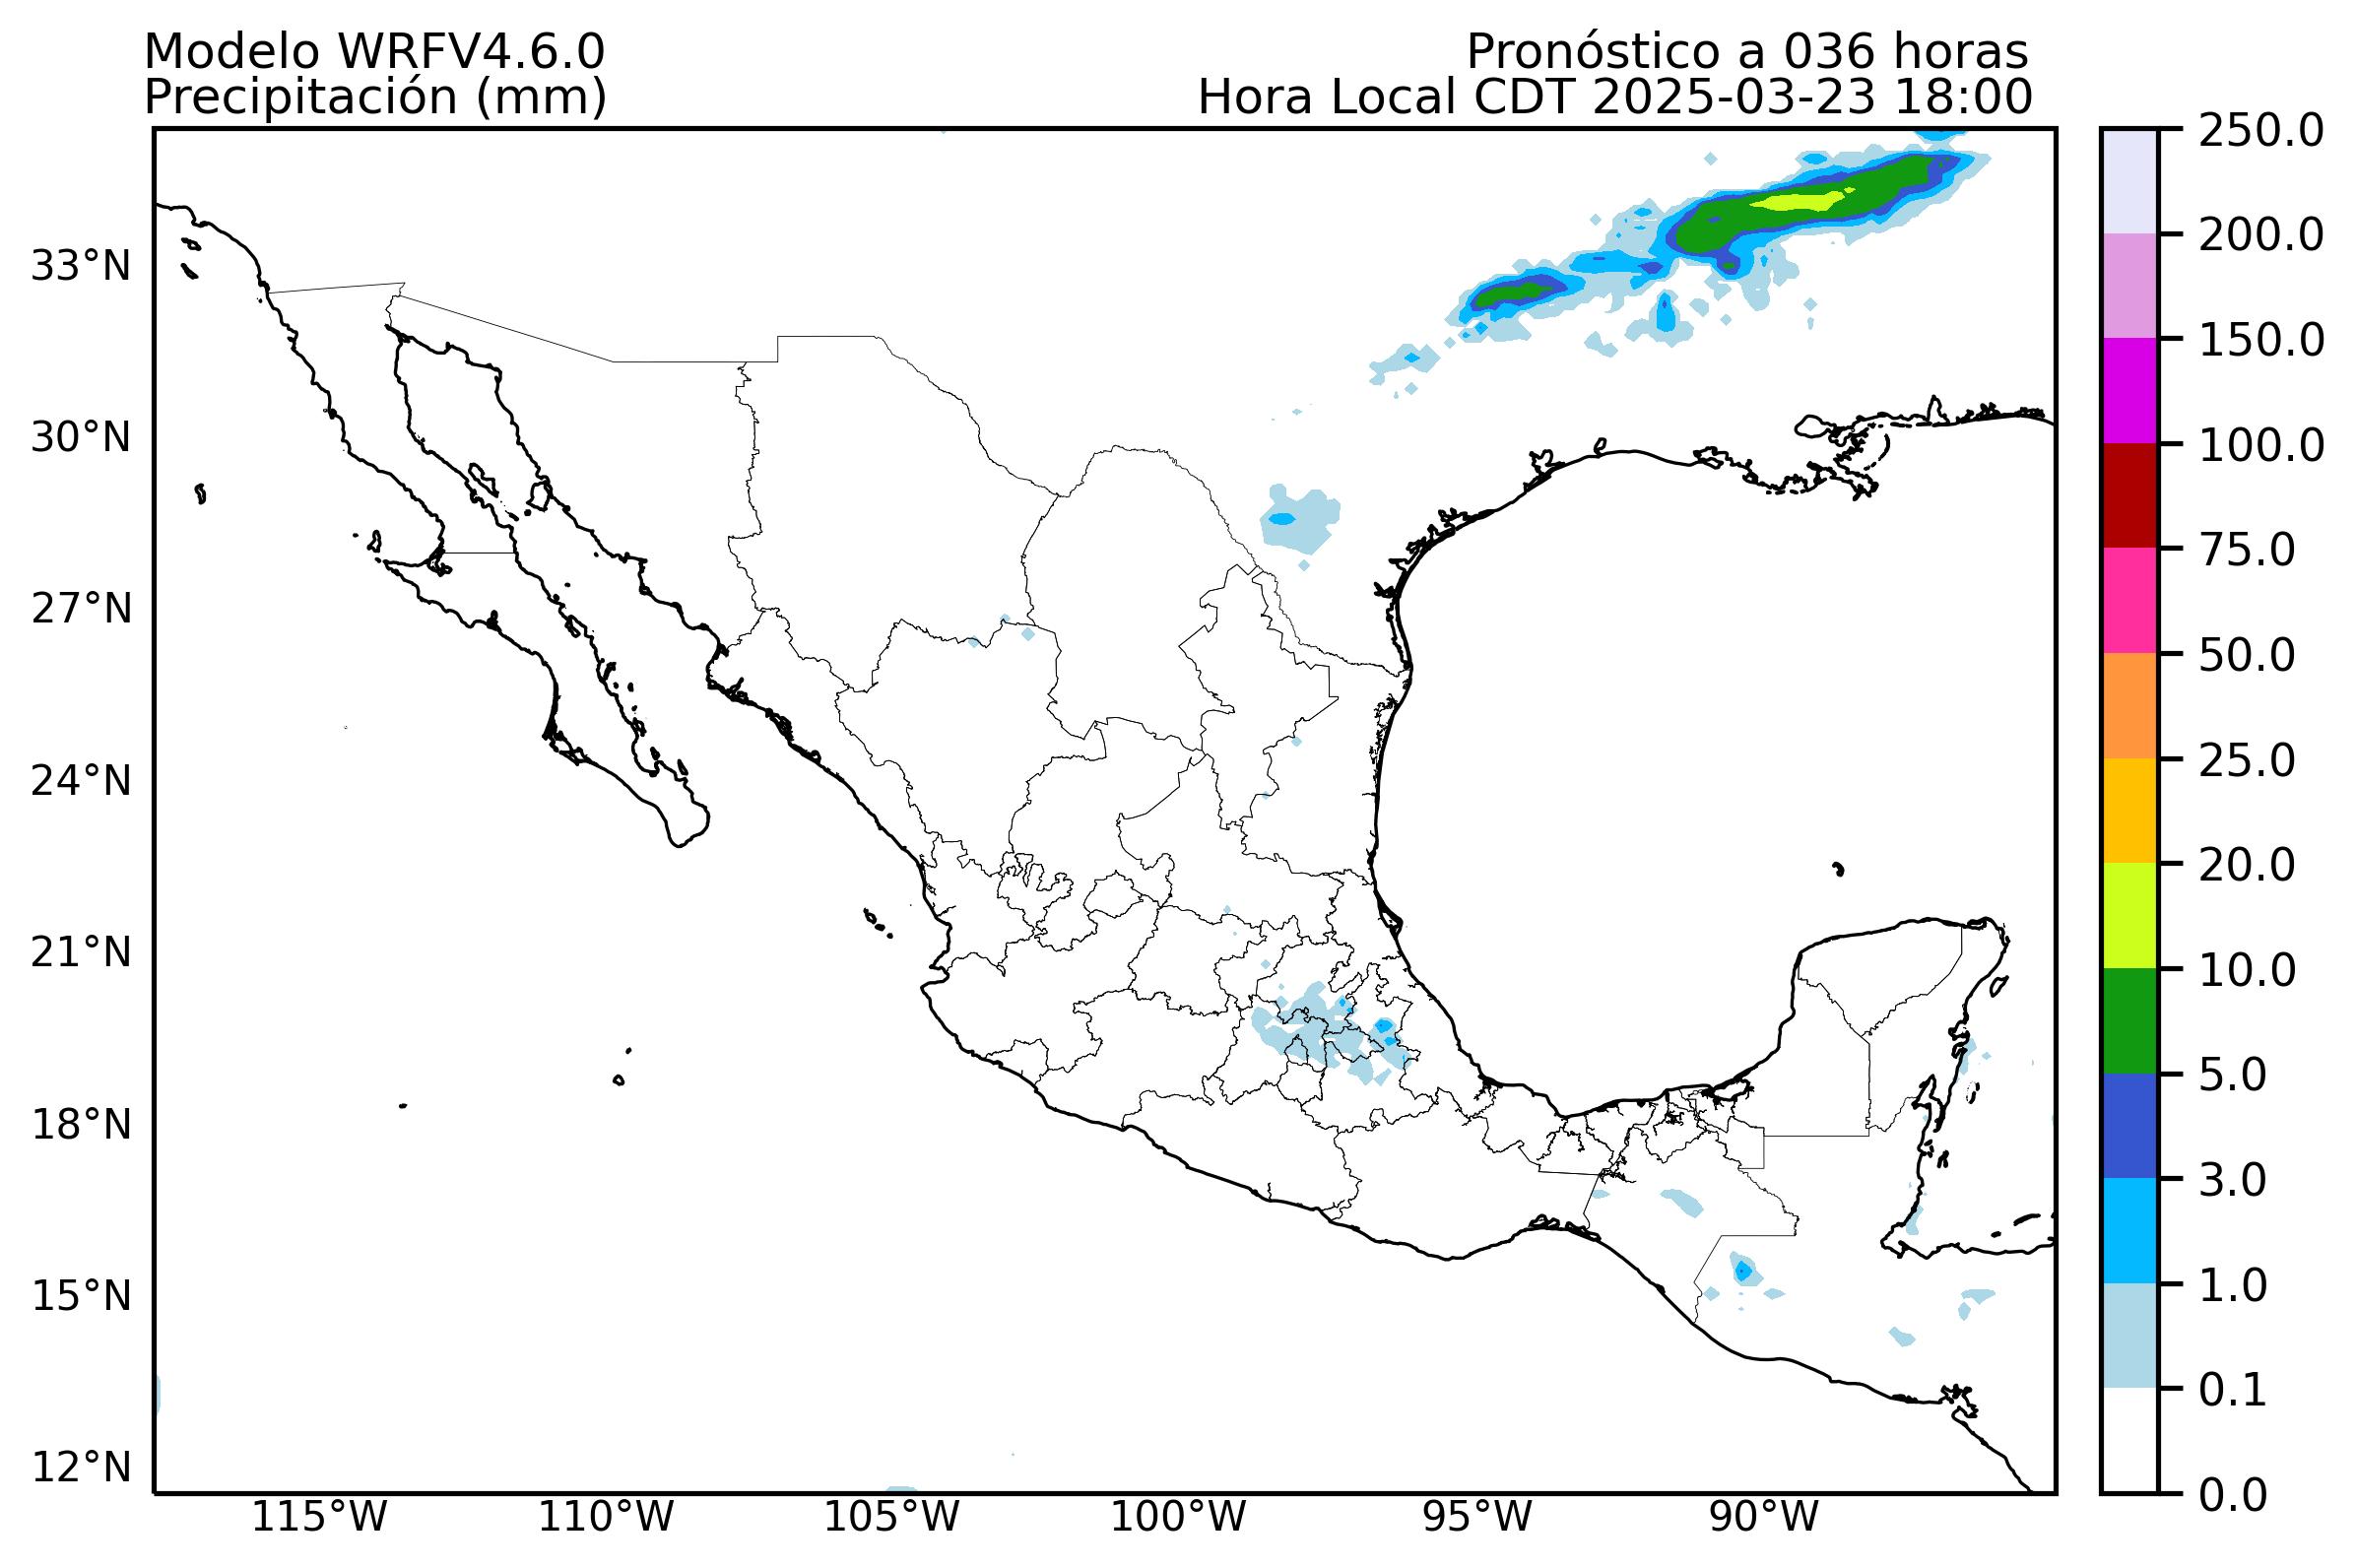 Modelo WRFV4.6.0
Precipitación (mm)
Pronóstico a 036 horas
Hora Local CDT 2025-03-23 18:00
33°N
30°N
27°N
24°N
21°N
18°N
15°N
12°N
115°W
110°W
105°W
100°W
95°W
90°W
250.0
200.0
150.0
100.0
75.0
50.0
25.0
20.0
10.0
5.0
3.0
1.0
0.1
0.0